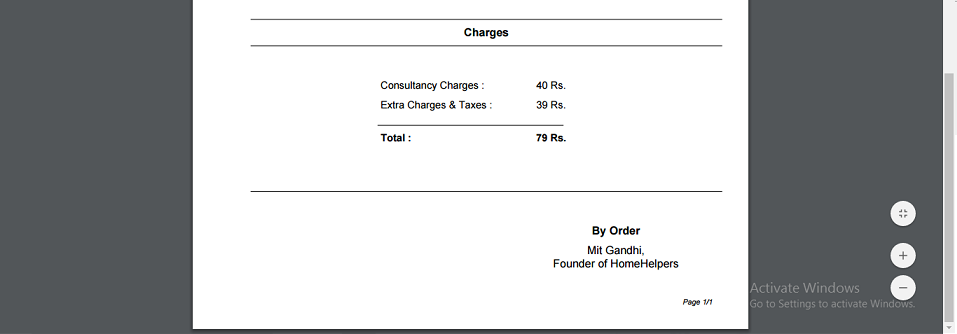 Charges
Consultancy Charges : 40 Rs.
Extra Charges & Taxes : 39 Rs.
Total : 79 Rs.
By Order
Mit Gandhi,
Founder of HomeHelpers
Page 1/1
Activate Windows
Go to Settings to activate Windows.